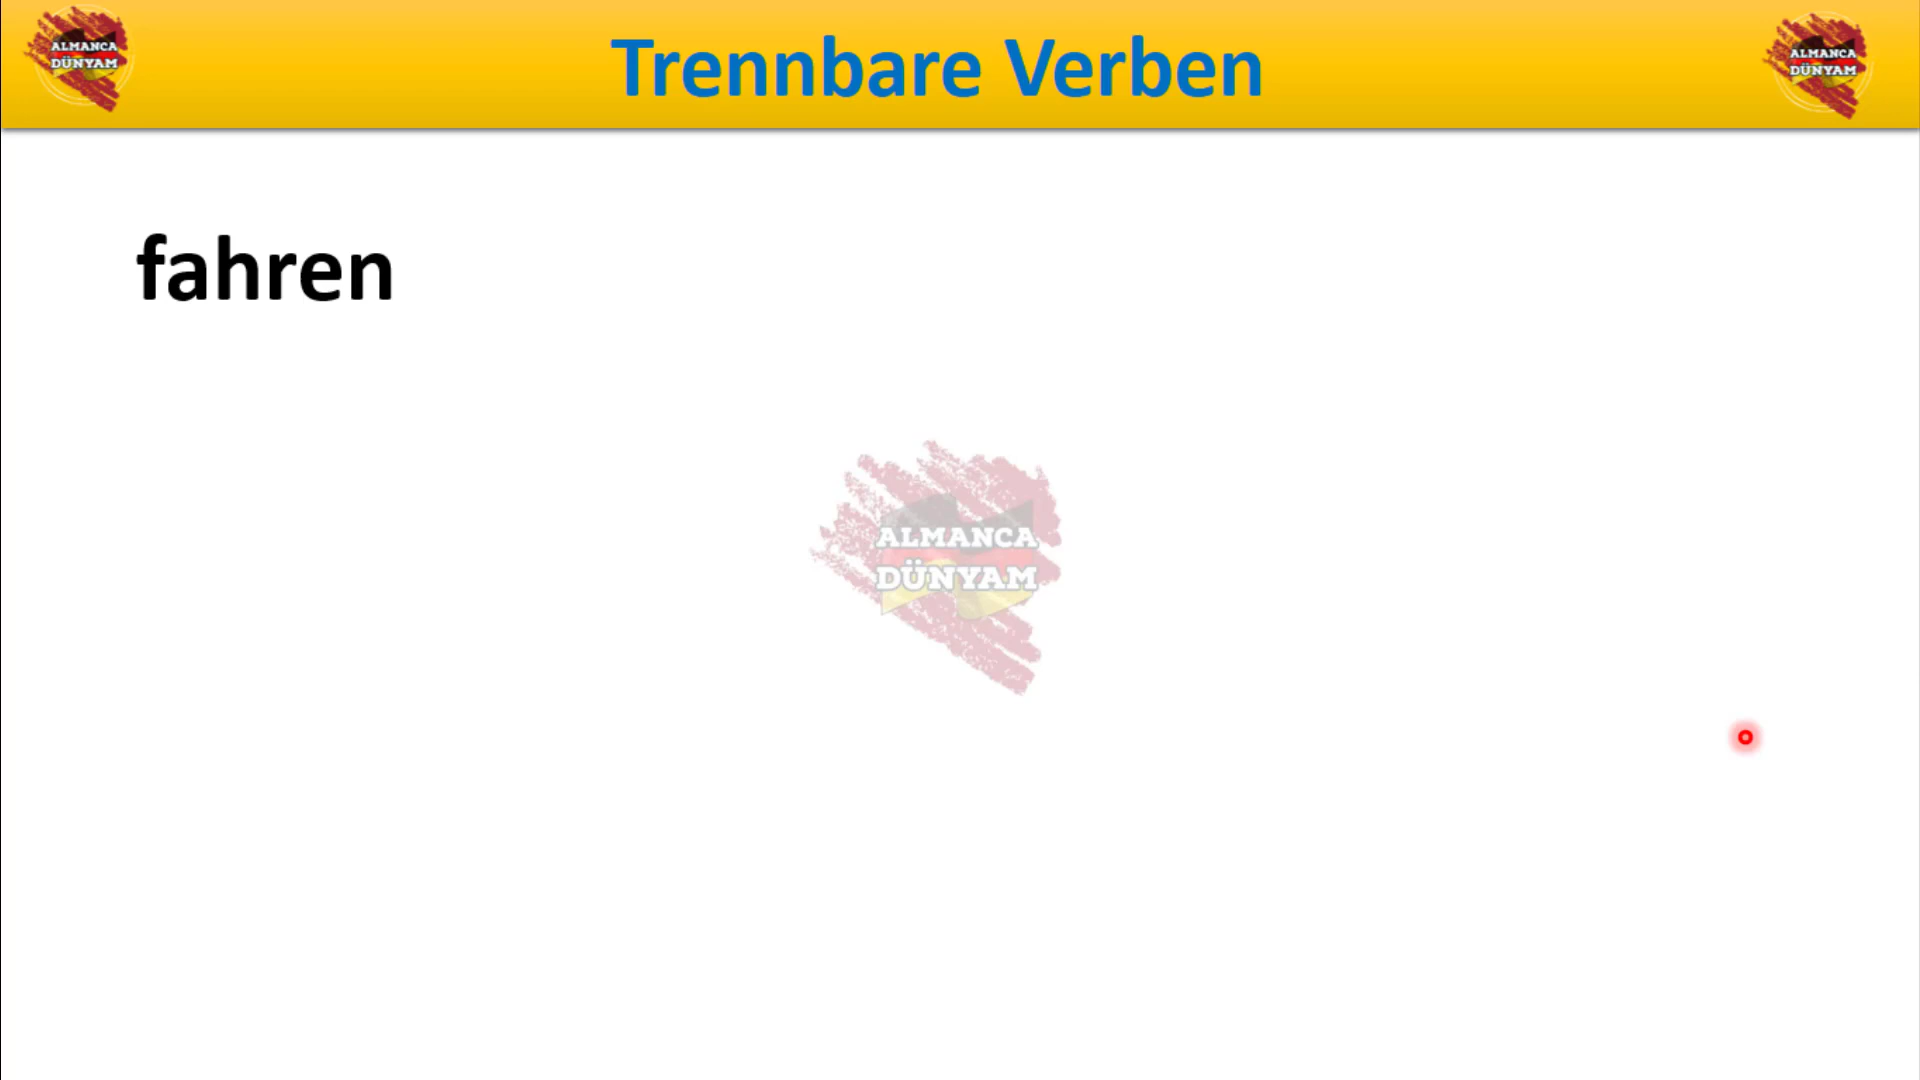 ALMANCA
DÜNYAM
Trennbare Verben
ALMANCA
DÜNYAM
fahren
ALMANCA
DÜNYAM